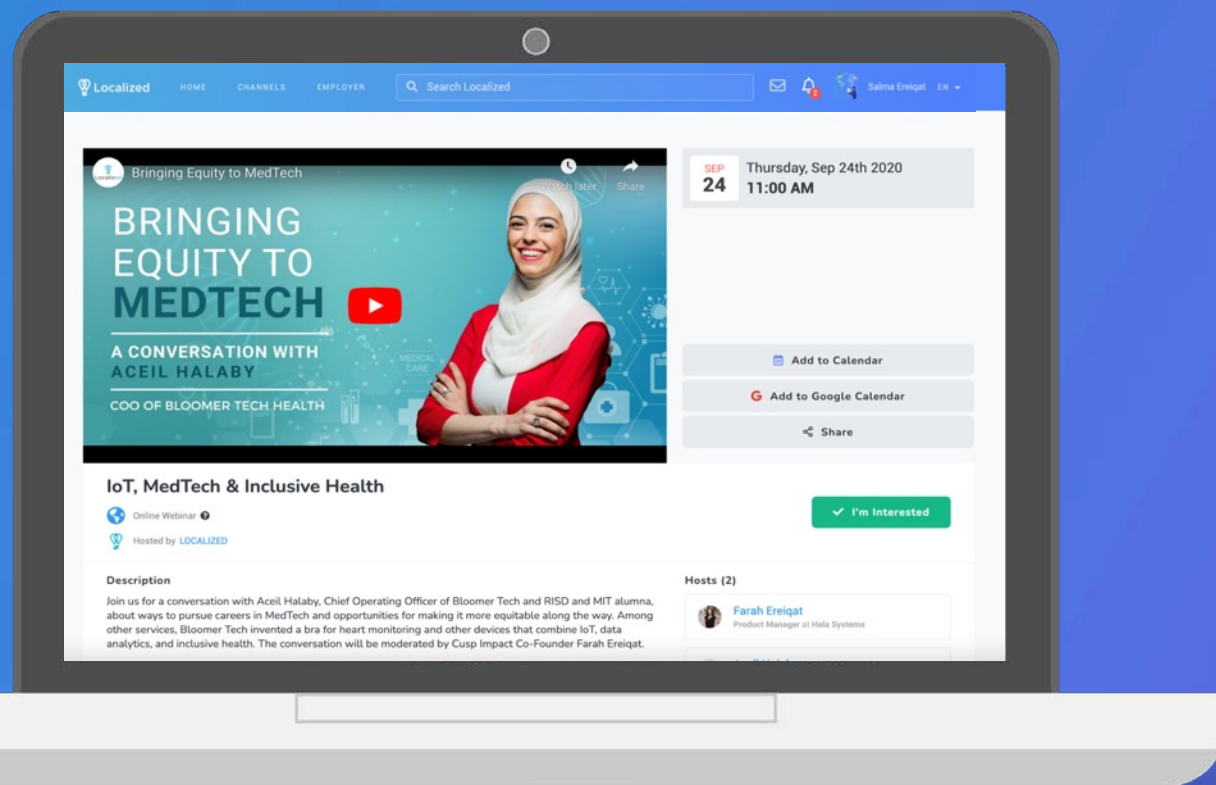 Localized HOME CHANNELS EMPLOYER Search Localized 2 Salma Ereiqat EN
Bringing Equity to MedTech
Watch later Share
BRINGING
EQUITY TO
MEDTECH
A CONVERSATION WITH
ACEIL HALABY
COO OF BLOOMER TECH HEALTH
MEDICAL
CARE
SEP
24
Thursday, Sep 24th 2020
11:00 AM
Add to Calendar
G Add to Google Calendar
Share
IoT, MedTech & Inclusive Health
Online Webinar ?
Hosted by LOCALIZED
✓ I'm Interested
Description
Join us for a conversation with Aceil Halaby, Chief Operating Officer of Bloomer Tech and RISD and MIT alumna,
about ways to pursue careers in MedTech and opportunities for making it more equitable along the way. Among
other services, Bloomer Tech invented a bra for heart monitoring and other devices that combine IoT, data
analytics, and inclusive health. The conversation will be moderated by Cusp Impact Co-Founder Farah Ereiqat.
Hosts (2)
Farah Ereiqat
Product Manager at Hala Systems